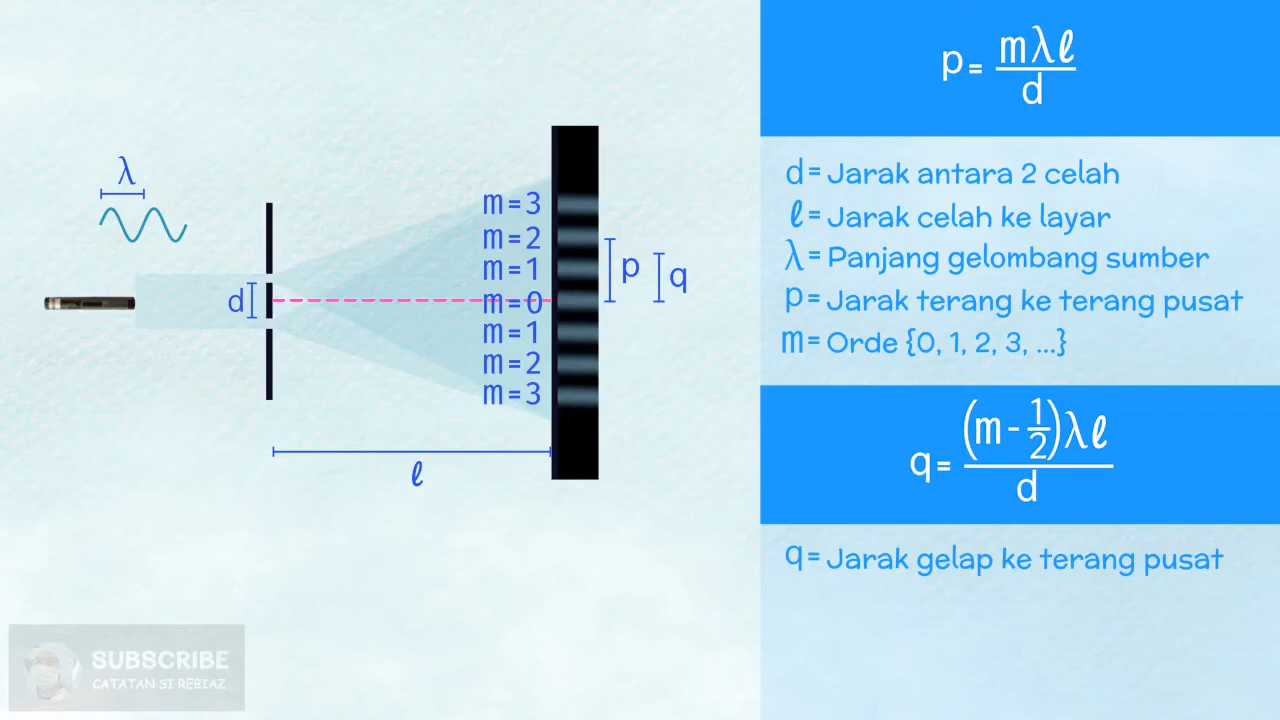 λ
d
m=3
m=2
m=1
m=0
m=1
m=2
m=3
p
q
ℓ
p = mλℓ / d
d = Jarak antara 2 celah
ℓ = Jarak celah ke layar
λ = Panjang gelombang sumber
p = Jarak terang ke terang pusat
m = Orde {0, 1, 2, 3, ...}
q = (m - 1/2)λℓ / d
q = Jarak gelap ke terang pusat
SUBSCRIBE
CATATAN SI REBIAZ